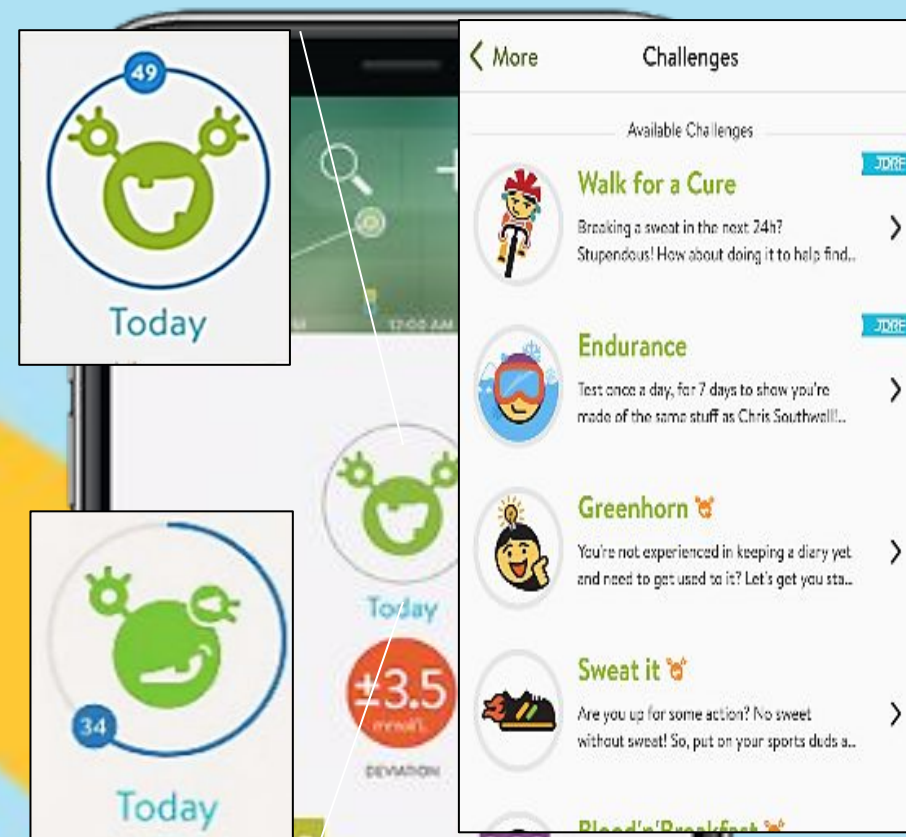 49
Today
12:00 AM
Today
±3.5
mmol/L
DEVIATION
34
Today
More
Challenges
Available Challenges
JDRF
Walk for a Cure
Breaking a sweat in the next 24h?
Stupendous! How about doing it to help find...
JDRF
Endurance
Test once a day, for 7 days to show you're
made of the same stuff as Chris Southwell!...
Greenhorn
You're not experienced in keeping a diary yet
and need to get used to it? Let's get you sta...
Sweat it
Are you up for some action? No sweet
without sweat! So, put on your sports duds a...
Blood'n'Breakfast